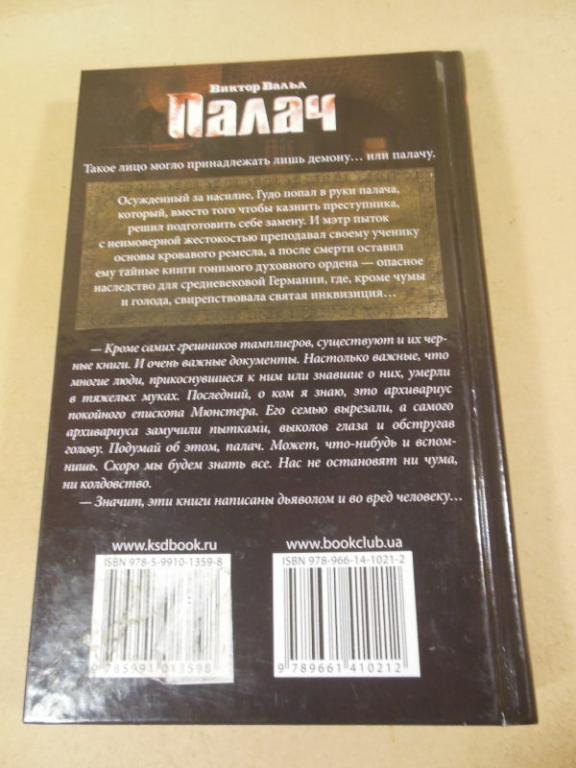 Виктор Вальд
Палач
Такое лицо могло принадлежать лишь демону… или палачу.
Осужденный за насилие, Гудо попал в руки палача,
который, вместо того чтобы казнить преступника,
решил подготовить себе замену. И мэтр пыток
с неимоверной жестокостью преподавал своему ученику
основы кровавого ремесла, а после смерти оставил
ему тайные книги гонимого духовного ордена — опасное
наследство для средневековой Германии, где, кроме чумы
и голода, свирепствовала святая инквизиция…
— Кроме самих грешников тамплиеров, существуют и их чер-
ные книги. И очень важные документы. Настолько важные, что
многие люди, прикоснувшиеся к ним или знавшие о них, умерли
в тяжелых муках. Последний, о ком я знаю, это архивариус
покойного епископа Мюнстера. Его семью вырезали, а самого
архивариуса замучили пытками, выколов глаза и обстругав
голову. Подумай об этом, палач. Может, что-нибудь и вспом-
нишь. Скоро мы будем знать все. Нас не остановят ни чума,
ни колдовство.
— Значит, эти книги написаны дьяволом и во вред человеку…
www.ksdbook.ru
www.bookclub.ua
ISBN 978-5-9910-1359-8
ISBN 978-966-14-1021-2
9 785991 013598
9 789661 410212